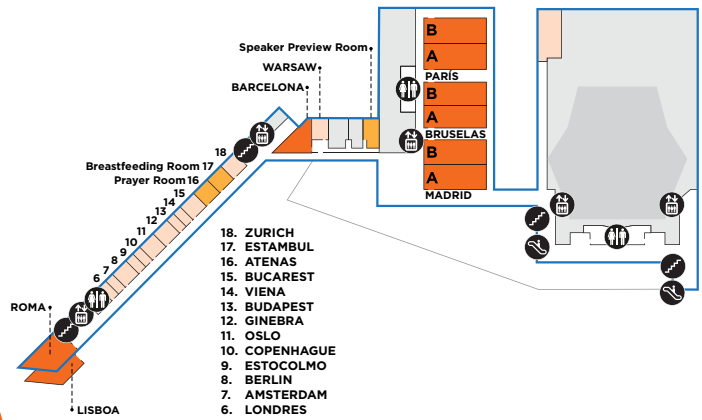 B
A
PARÍS
B
A
BRUSELAS
B
A
MADRID
Speaker Preview Room
WARSAW
BARCELONA
18
Breastfeeding Room 17
Prayer Room 16
15
14
13
12
11
10
9
8
7
6
ROMA
LISBOA
18. ZURICH
17. ESTAMBUL
16. ATENAS
15. BUCAREST
14. VIENA
13. BUDAPEST
12. GINEBRA
11. OSLO
10. COPENHAGUE
9. ESTOCOLMO
8. BERLIN
7. AMSTERDAM
6. LONDRES